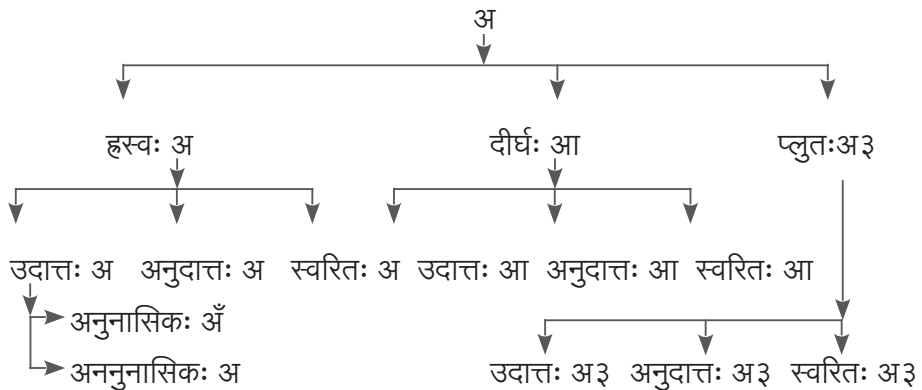 अ
ह्रस्वः अ दीर्घः आ प्लुतःअ३
उदात्तः अ अनुदात्तः अ स्वरितः अ उदात्तः आ अनुदात्तः आ स्वरितः आ
अनुनासिकः अँ
अननुनासिकः अ उदात्तः अ३ अनुदात्तः अ३ स्वरितः अ३